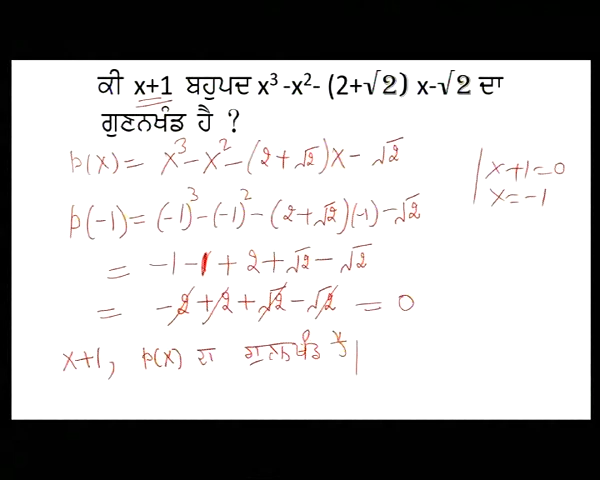 ਕੀ x+1 ਬਹੁਪਦ x³ -x²- (2+√2) x-√2 ਦਾ
ਗੁਣਨਖੰਡ ਹੈ ?
p(x) = x³ - x² - (2+√2)x - √2
x+1=0
x=-1
p(-1) = (-1)³ - (-1)² - (2+√2)(-1) - √2
= -1 -1 + 2 + √2 - √2
= -2 + 2 + √2 - √2 = 0
x+1, p(x) ਦਾ ਗੁਣਨਖੰਡ ਹੈ|